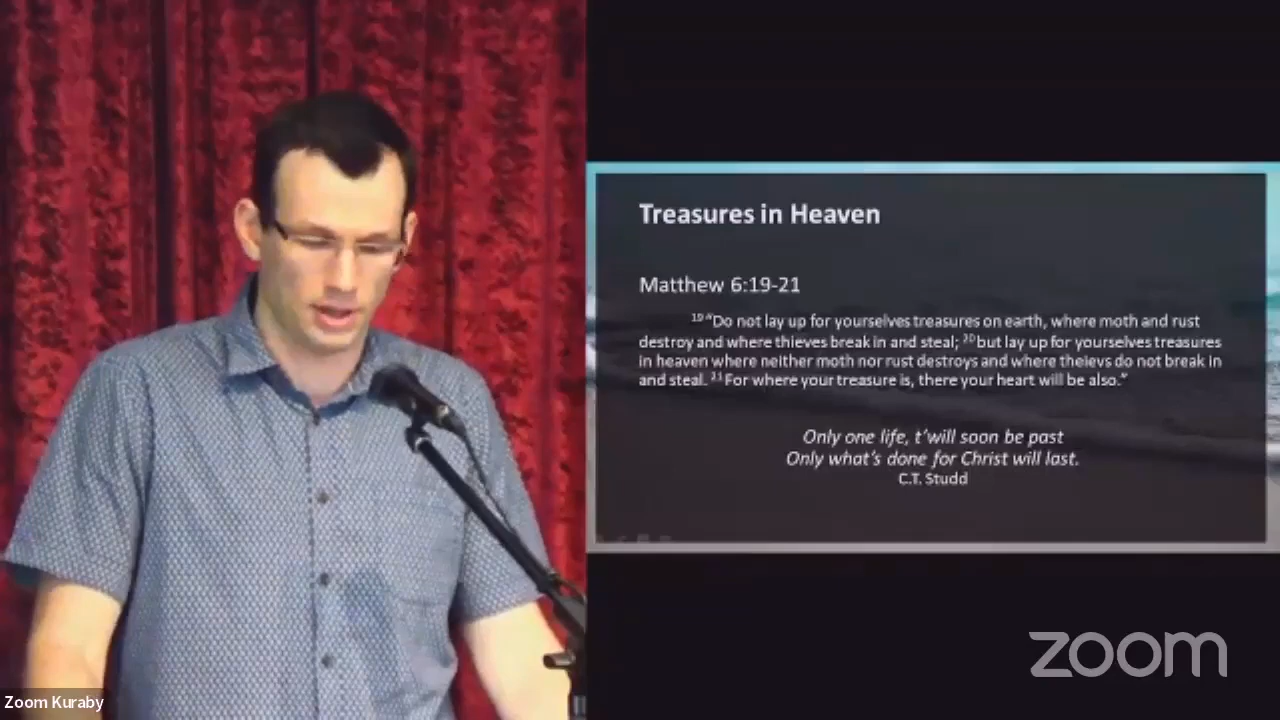 Treasures in Heaven
Matthew 6:19-21
19 “Do not lay up for yourselves treasures on earth, where moth and rust
destroy and where thieves break in and steal; 20 but lay up for yourselves treasures
in heaven where neither moth nor rust destroys and where theievs do not break in
and steal. 21 For where your treasure is, there your heart will be also.”
Only one life, t’will soon be past
Only what’s done for Christ will last.
C.T. Studd
zoom
Zoom Kuraby